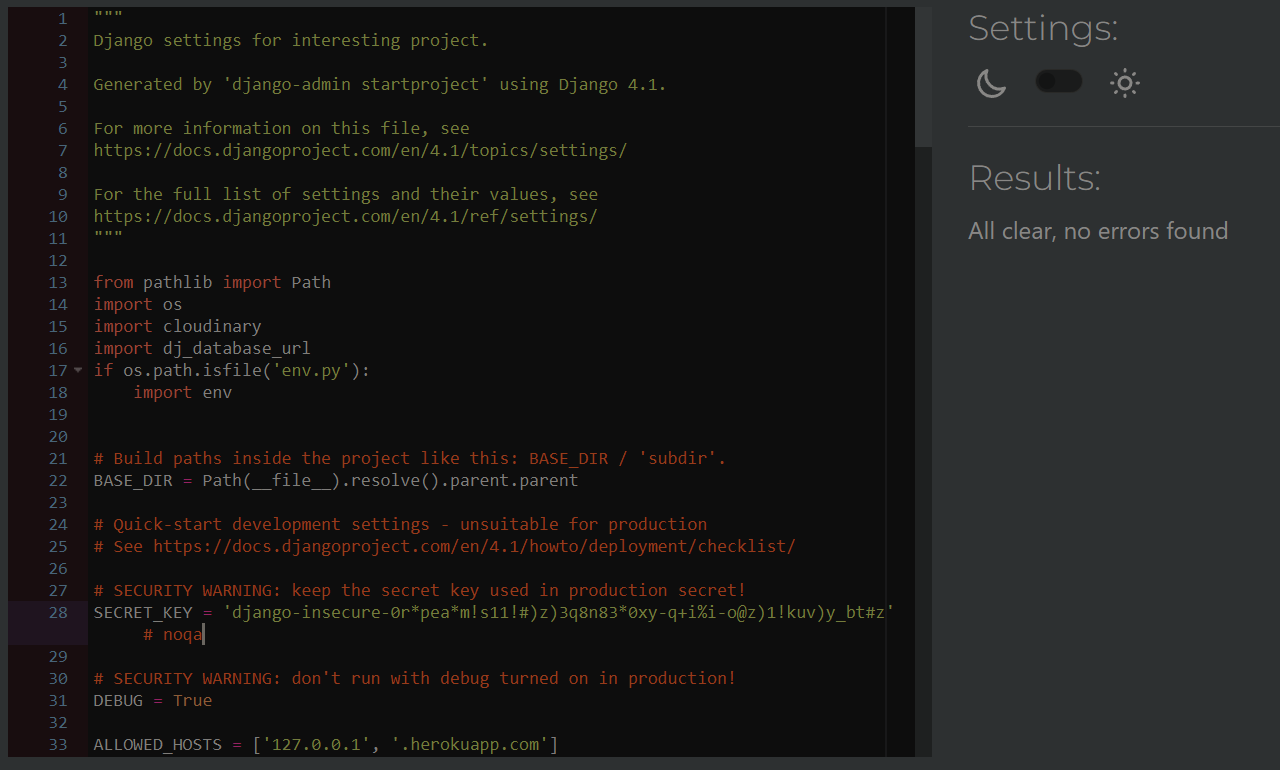 1 """
2 Django settings for interesting project.
3
4 Generated by 'django-admin startproject' using Django 4.1.
5
6 For more information on this file, see
7 https://docs.djangoproject.com/en/4.1/topics/settings/
8
9 For the full list of settings and their values, see
10 https://docs.djangoproject.com/en/4.1/ref/settings/
11 """
12
13 from pathlib import Path
14 import os
15 import cloudinary
16 import dj_database_url
17 if os.path.isfile('env.py'):
18     import env
19
20
21 # Build paths inside the project like this: BASE_DIR / 'subdir'.
22 BASE_DIR = Path(__file__).resolve().parent.parent
23
24 # Quick-start development settings - unsuitable for production
25 # See https://docs.djangoproject.com/en/4.1/howto/deployment/checklist/
26
27 # SECURITY WARNING: keep the secret key used in production secret!
28 SECRET_KEY = 'django-insecure-0r*pea*m!s11!#)z)3q8n83*0xy-q+i%i-o@z)1!kuv)y_bt#z'
     # noqa
29
30 # SECURITY WARNING: don't run with debug turned on in production!
31 DEBUG = True
32
33 ALLOWED_HOSTS = ['127.0.0.1', '.herokuapp.com']
Settings:
Results:
All clear, no errors found